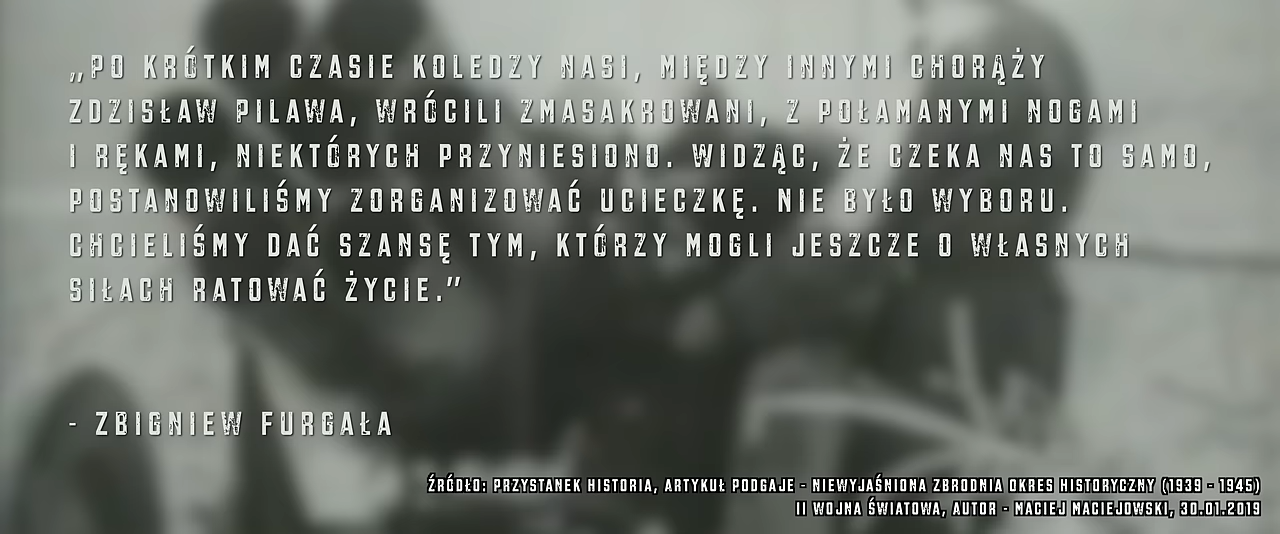 „PO KRÓTKIM CZASIE KOLEDZY NASI, MIĘDZY INNYMI CHORĄŻY
ZDZISŁAW PILAWA, WRÓCILI ZMASAKROWANI, Z POŁAMANYMI NOGAMI
I RĘKAMI, NIEKTÓRYCH PRZYNIESIONO. WIDZĄC, ŻE CZEKA NAS TO SAMO,
POSTANOWILIŚMY ZORGANIZOWAĆ UCIECZKĘ. NIE BYŁO WYBORU.
CHCIELIŚMY DAĆ SZANSĘ TYM, KTÓRZY MOGLI JESZCZE O WŁASNYCH
SIŁACH RATOWAĆ ŻYCIE.”
- ZBIGNIEW FURGAŁA
ŹRÓDŁO: PRZYSTANEK HISTORIA, ARTYKUŁ PODGAJE - NIEWYJAŚNIONA ZBRODNIA OKRES HISTORYCZNY (1939 - 1945)
II WOJNA ŚWIATOWA, AUTOR - MACIEJ MACIEJOWSKI, 30.01.2019